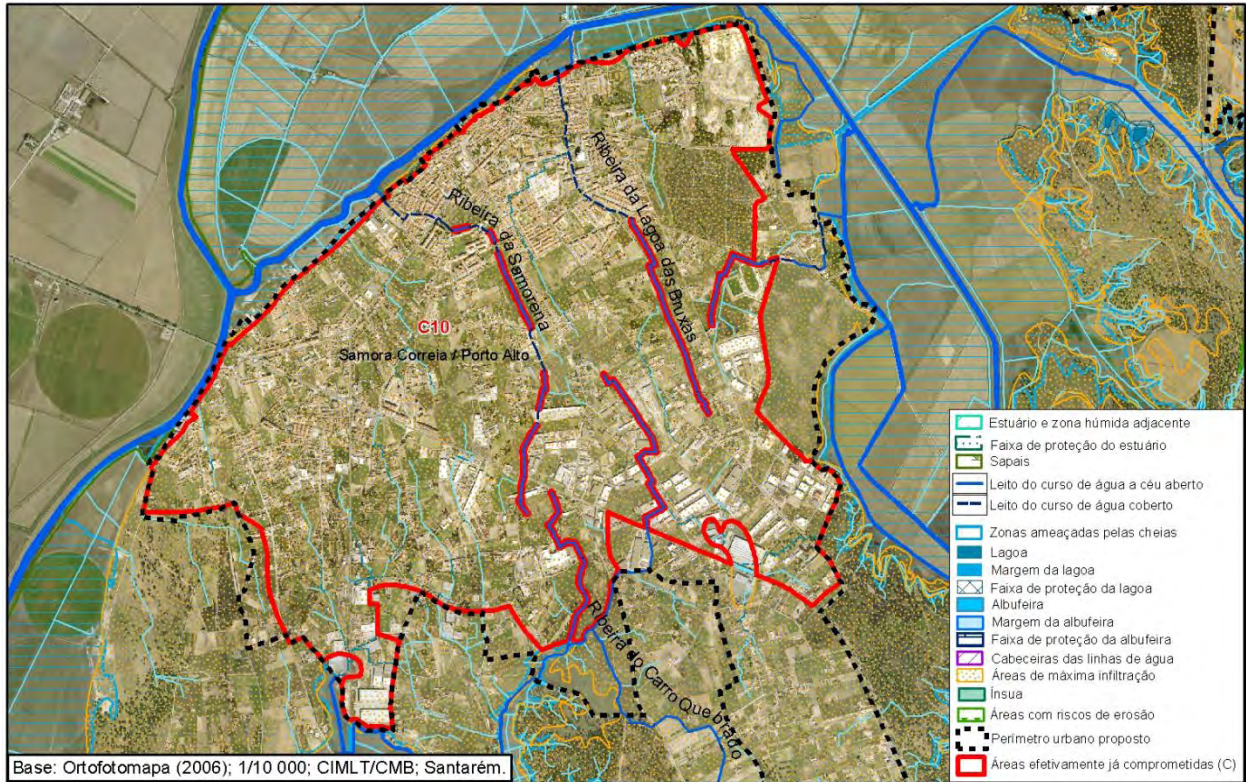 Ribeira da Lagoa das Bruxas
Ribeira da Samorena
C10
Samora Correia / Porto Alto
Ribeira do Carro Quebrado
Estuário e zona húmida adjacente
Faixa de proteção do estuário
Sapais
Leito do curso de água a céu aberto
Leito do curso de água coberto
Zonas ameaçadas pelas cheias
Lagoa
Margem da lagoa
Faixa de proteção da lagoa
Albufeira
Margem da albufeira
Faixa de proteção da albufeira
Cabeceiras das linhas de água
Áreas de máxima infiltração
Ínsua
Áreas com riscos de erosão
Perímetro urbano proposto
Áreas efetivamente já comprometidas (C)
Base: Ortofotomapa (2006); 1/10 000; CIMLT/CMB; Santarém.